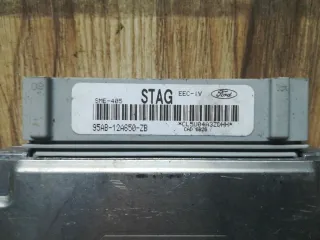 STAG EEC-IV Ford
SME-405
95AB-12A650-ZB